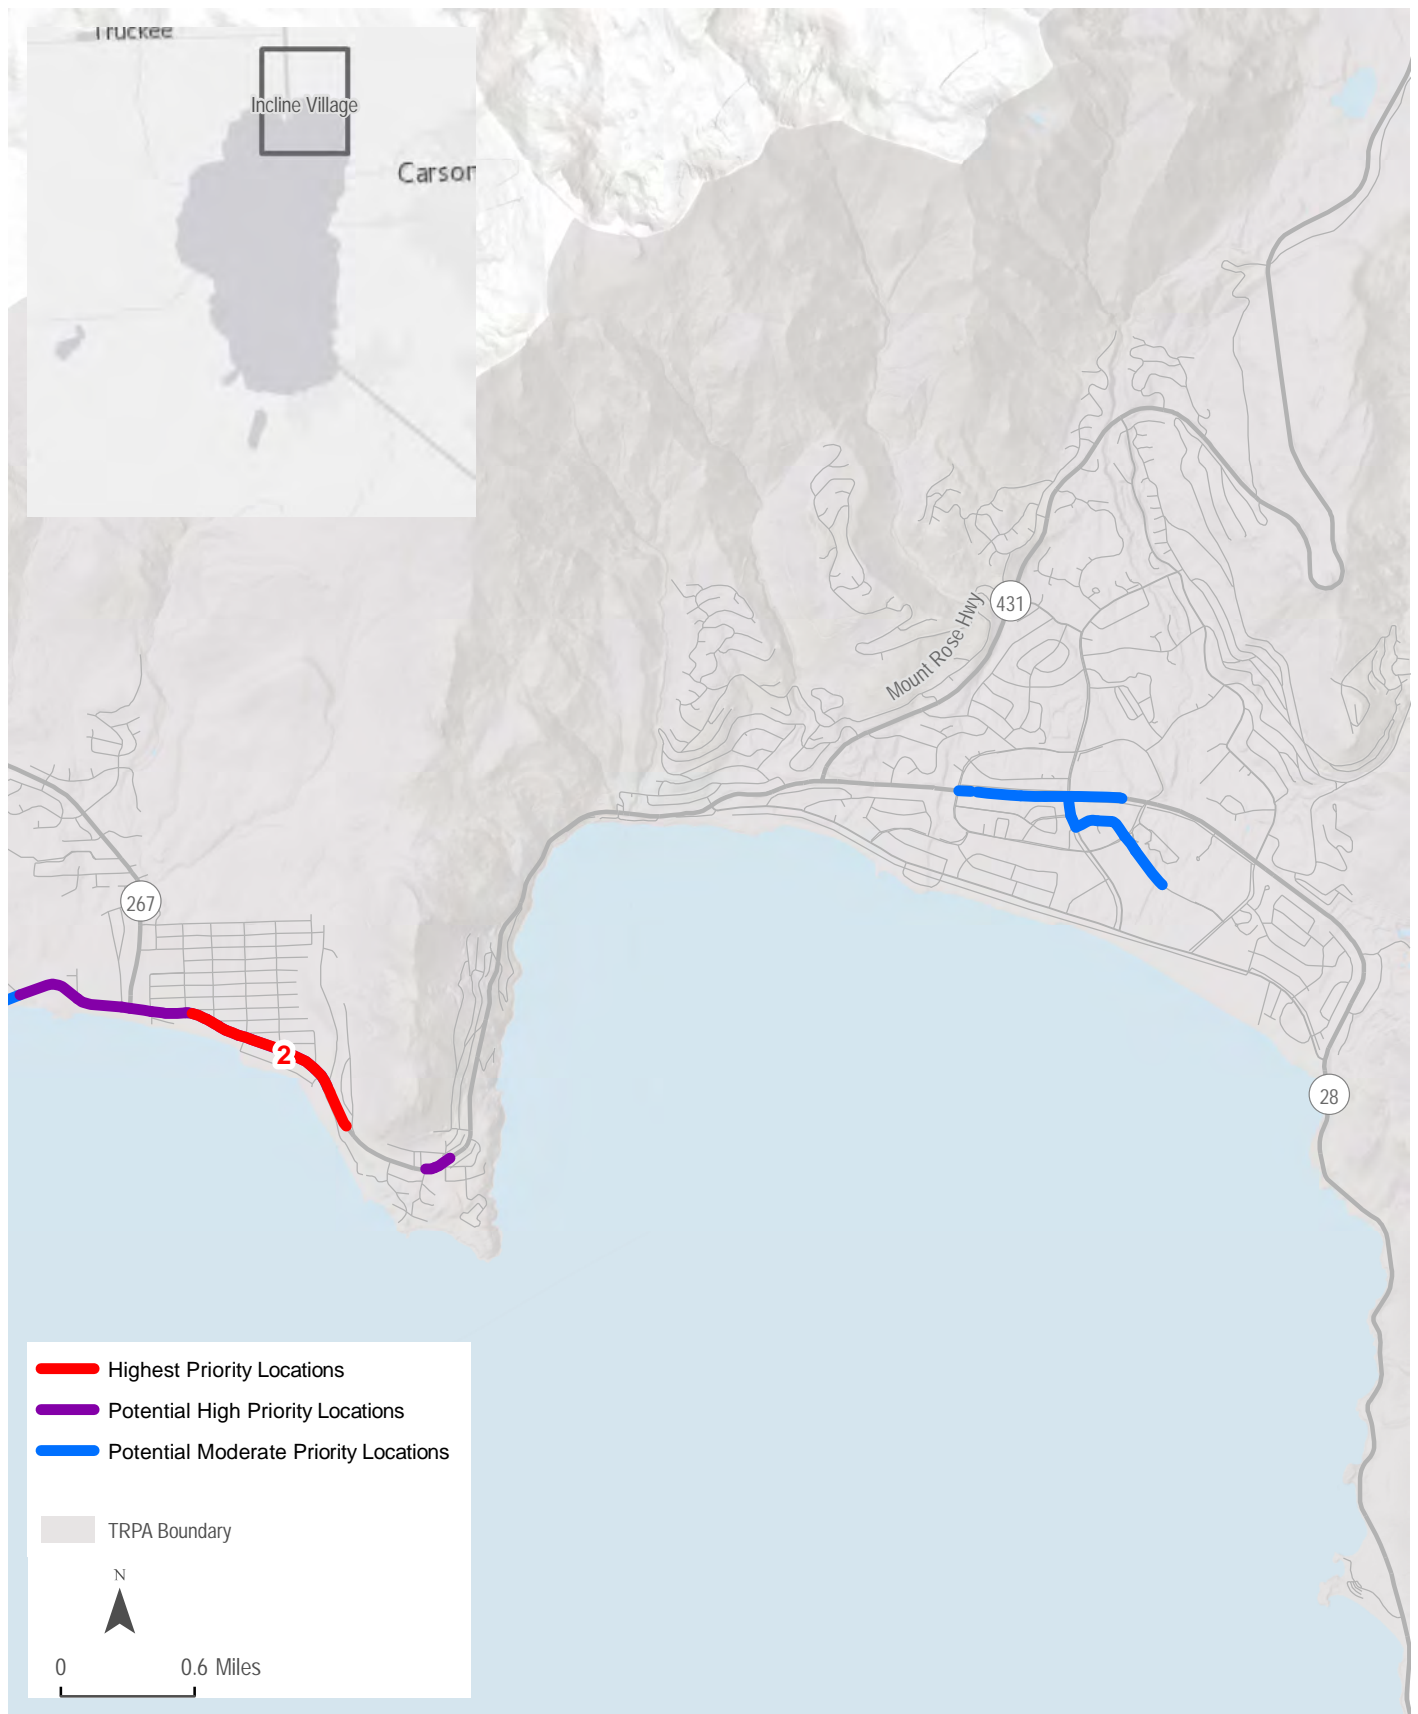 Truckee
Incline Village
Carson
431
Mount Rose Hwy
267
2
28
Highest Priority Locations
Potential High Priority Locations
Potential Moderate Priority Locations
TRPA Boundary
N
0
0.6 Miles